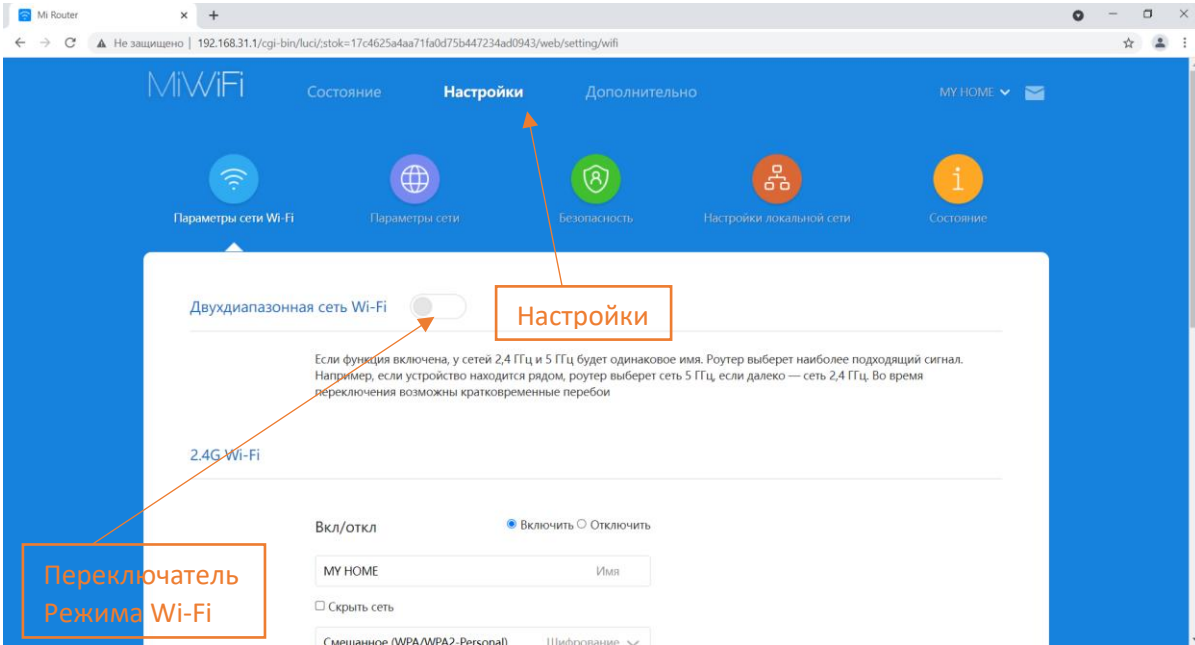 Mi Router
Не защищено | 192.168.31.1/cgi-bin/luci/;stok=17c4625a4aa71fa0d75b447234ad0943/web/setting/wifi
MiWiFi
Состояние
Настройки
Дополнительно
MY HOME
Параметры сети Wi-Fi
Параметры сети
Безопасность
Настройки локальной сети
Состояние
Двухдиапазонная сеть Wi-Fi
Настройки
Если функция включена, у сетей 2,4 ГГц и 5 ГГц будет одинаковое имя. Роутер выберет наиболее подходящий сигнал.
Например, если устройство находится рядом, роутер выберет сеть 5 ГГц, если далеко — сеть 2,4 ГГц. Во время
переключения возможны кратковременные перебои
2.4G Wi-Fi
Вкл/откл
Включить Отключить
MY HOME Имя
Скрыть сеть
Смешанное (WPA/WPA2-Personal) Шифрование
Переключатель
Режима Wi-Fi